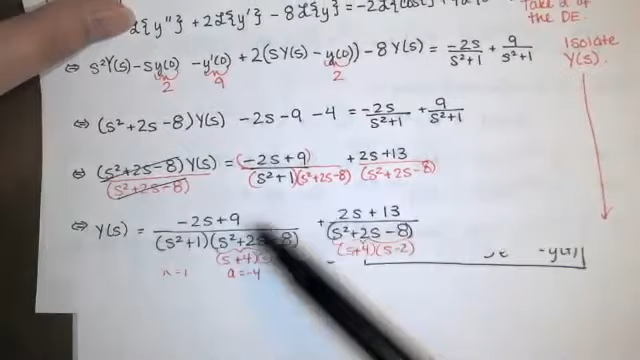 ℒ{y''} + 2ℒ{y'} - 8ℒ{y} = -2ℒ{cost}
Take ℒ of the DE.
⇔ s²Y(s) - sy(0) - y'(0) + 2(sY(s) - y(0)) - 8Y(s) = -2s/(s²+1) + 9/(s²+1)
2 9 2
Isolate Y(s).
⇔ (s²+2s-8)Y(s) - 2s - 9 - 4 = -2s/(s²+1) + 9/(s²+1)
⇔ (s²+2s-8)Y(s)/(s²+2s-8) = (-2s+9)/((s²+1)(s²+2s-8)) + (2s+13)/(s²+2s-8)
⇔ Y(s) = (-2s+9)/((s²+1)(s²+2s-8)) + (2s+13)/(s²+2s-8)
(s+4) (s+4)(s-2)
a=-4